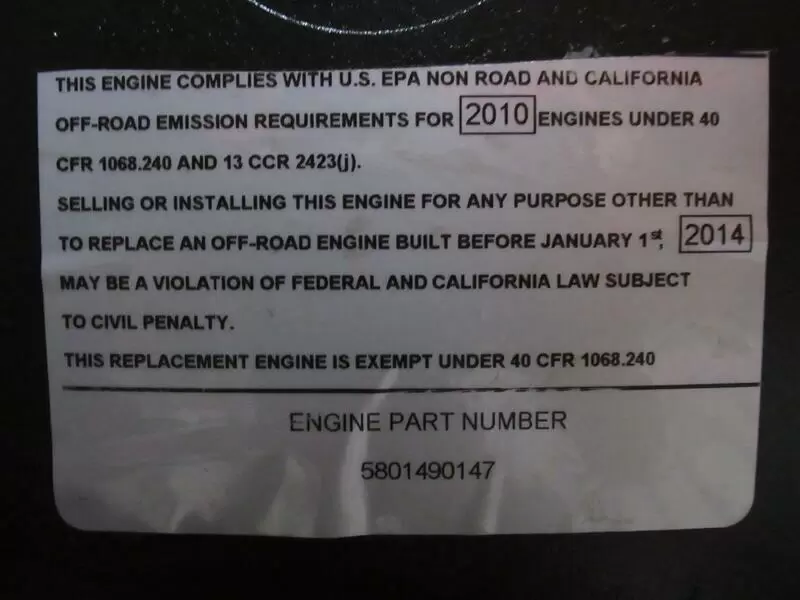 THIS ENGINE COMPLIES WITH U.S. EPA NON ROAD AND CALIFORNIA
OFF-ROAD EMISSION REQUIREMENTS FOR 2010 ENGINES UNDER 40
CFR 1068.240 AND 13 CCR 2423(j).
SELLING OR INSTALLING THIS ENGINE FOR ANY PURPOSE OTHER THAN
TO REPLACE AN OFF-ROAD ENGINE BUILT BEFORE JANUARY 1st, 2014
MAY BE A VIOLATION OF FEDERAL AND CALIFORNIA LAW SUBJECT
TO CIVIL PENALTY.
THIS REPLACEMENT ENGINE IS EXEMPT UNDER 40 CFR 1068.240
ENGINE PART NUMBER
5801490147